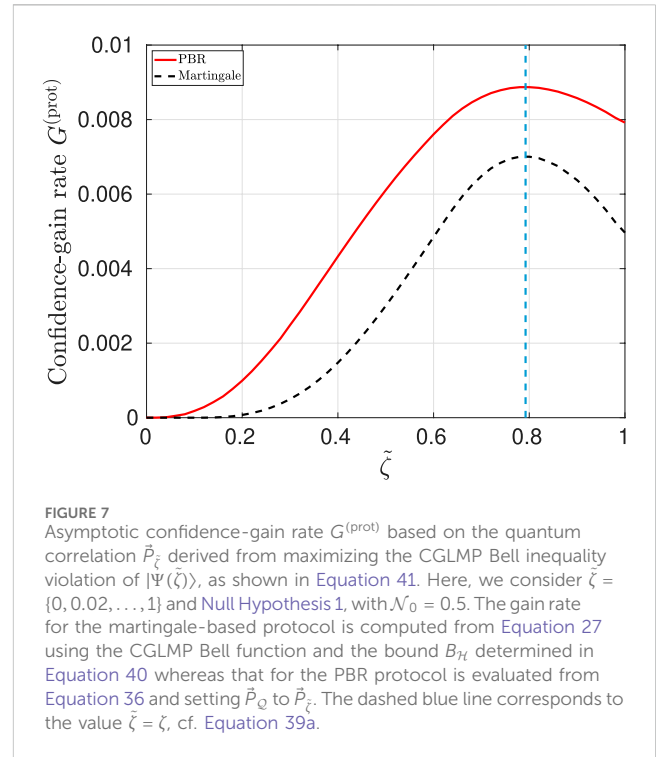 0.01
PBR
Martingale
0.008
0.006
0.004
0.002
0
Confidence-gain rate G^(prot)
0
0.2
0.4
0.6
0.8
1
ζ̃
FIGURE 7
Asymptotic confidence-gain rate G^(prot) based on the quantum
correlation P⃗_ζ̃ derived from maximizing the CGLMP Bell inequality
violation of |Ψ(ζ̃)⟩, as shown in Equation 41. Here, we consider ζ̃ =
{0, 0.02, …, 1} and Null Hypothesis 1, with 𝒩₀ = 0.5. The gain rate
for the martingale-based protocol is computed from Equation 27
using the CGLMP Bell function and the bound B_ℋ determined in
Equation 40 whereas that for the PBR protocol is evaluated from
Equation 36 and setting P⃗_𝒬 to P⃗_ζ̃. The dashed blue line corresponds to
the value ζ̃ = ζ, cf. Equation 39a.